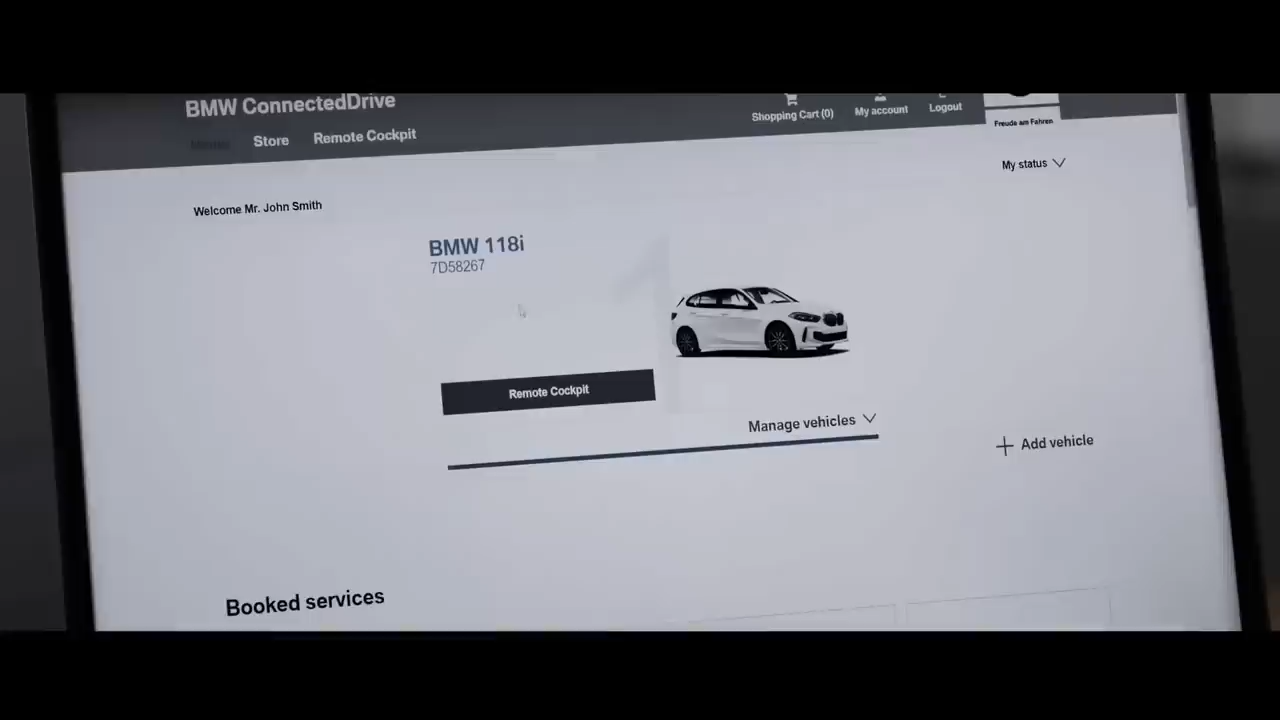 BMW ConnectedDrive
Shopping Cart (0)
My account
Logout
Store
Remote Cockpit
Freude am Fahren
My status
Welcome Mr. John Smith
BMW 118i
7D58267
Remote Cockpit
Manage vehicles
Add vehicle
Booked services